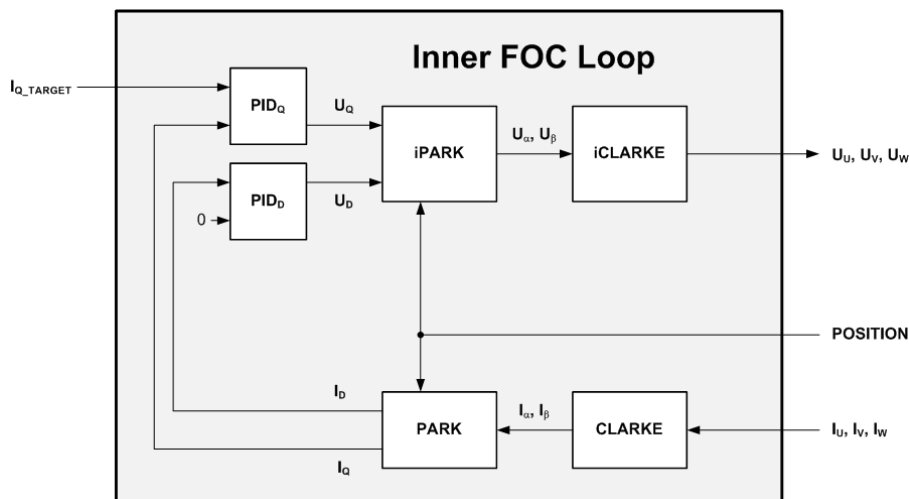 Inner FOC Loop
I_Q_TARGET
PID_Q
U_Q
iPARK
U_α, U_β
iCLARKE
U_U, U_V, U_W
PID_D
U_D
0
POSITION
I_D
PARK
I_α, I_β
CLARKE
I_U, I_V, I_W
I_Q